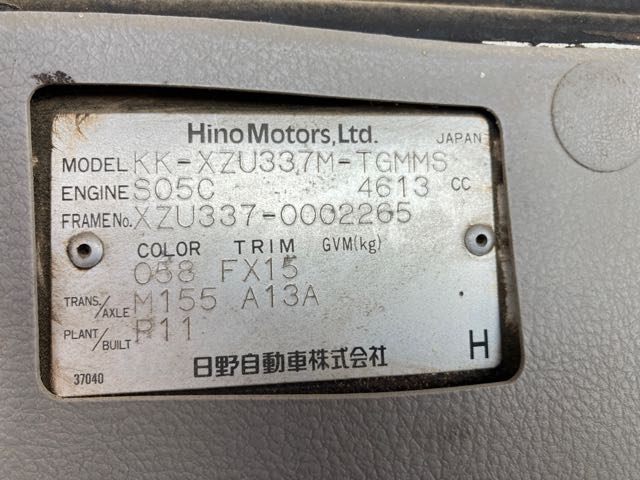 Hino Motors, Ltd. JAPAN
MODEL KK-XZU337M-TGMMS
ENGINE S05C 4613 CC
FRAME No. XZU337-0002265
COLOR TRIM GVM(kg)
058 FX15
TRANS./AXLE M155 A13A
PLANT/BUILT P11
日野自動車株式会社 H
37040